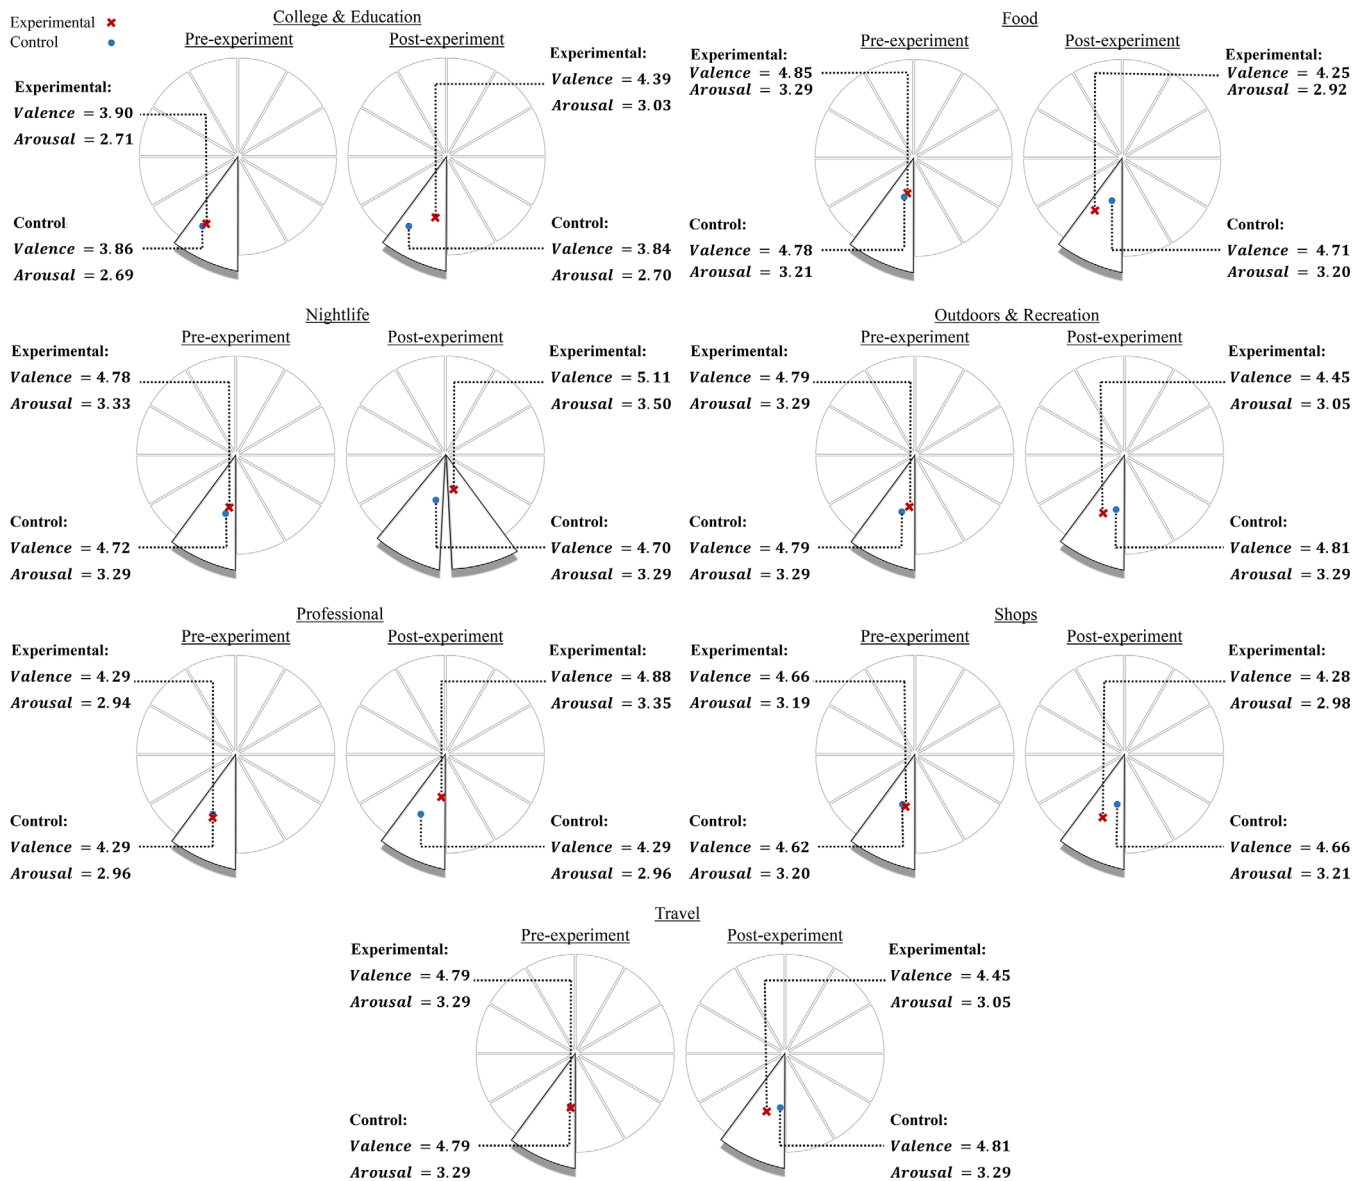 Experimental
Control
College & Education
Pre-experiment
Post-experiment
Experimental:
Valence = 3.90
Arousal = 2.71
Control
Valence = 3.86
Arousal = 2.69
Experimental:
Valence = 4.39
Arousal = 3.03
Control:
Valence = 3.84
Arousal = 2.70
Food
Pre-experiment
Post-experiment
Experimental:
Valence = 4.85
Arousal = 3.29
Control:
Valence = 4.78
Arousal = 3.21
Experimental:
Valence = 4.25
Arousal = 2.92
Control:
Valence = 4.71
Arousal = 3.20
Nightlife
Pre-experiment
Post-experiment
Experimental:
Valence = 4.78
Arousal = 3.33
Control:
Valence = 4.72
Arousal = 3.29
Experimental:
Valence = 5.11
Arousal = 3.50
Control:
Valence = 4.70
Arousal = 3.29
Outdoors & Recreation
Pre-experiment
Post-experiment
Experimental:
Valence = 4.79
Arousal = 3.29
Control:
Valence = 4.79
Arousal = 3.29
Experimental:
Valence = 4.45
Arousal = 3.05
Control:
Valence = 4.81
Arousal = 3.29
Professional
Pre-experiment
Post-experiment
Experimental:
Valence = 4.29
Arousal = 2.94
Control:
Valence = 4.29
Arousal = 2.96
Experimental:
Valence = 4.88
Arousal = 3.35
Control:
Valence = 4.29
Arousal = 2.96
Shops
Pre-experiment
Post-experiment
Experimental:
Valence = 4.66
Arousal = 3.19
Control:
Valence = 4.62
Arousal = 3.20
Experimental:
Valence = 4.28
Arousal = 2.98
Control:
Valence = 4.66
Arousal = 3.21
Travel
Pre-experiment
Post-experiment
Experimental:
Valence = 4.79
Arousal = 3.29
Control:
Valence = 4.79
Arousal = 3.29
Experimental:
Valence = 4.45
Arousal = 3.05
Control:
Valence = 4.81
Arousal = 3.29